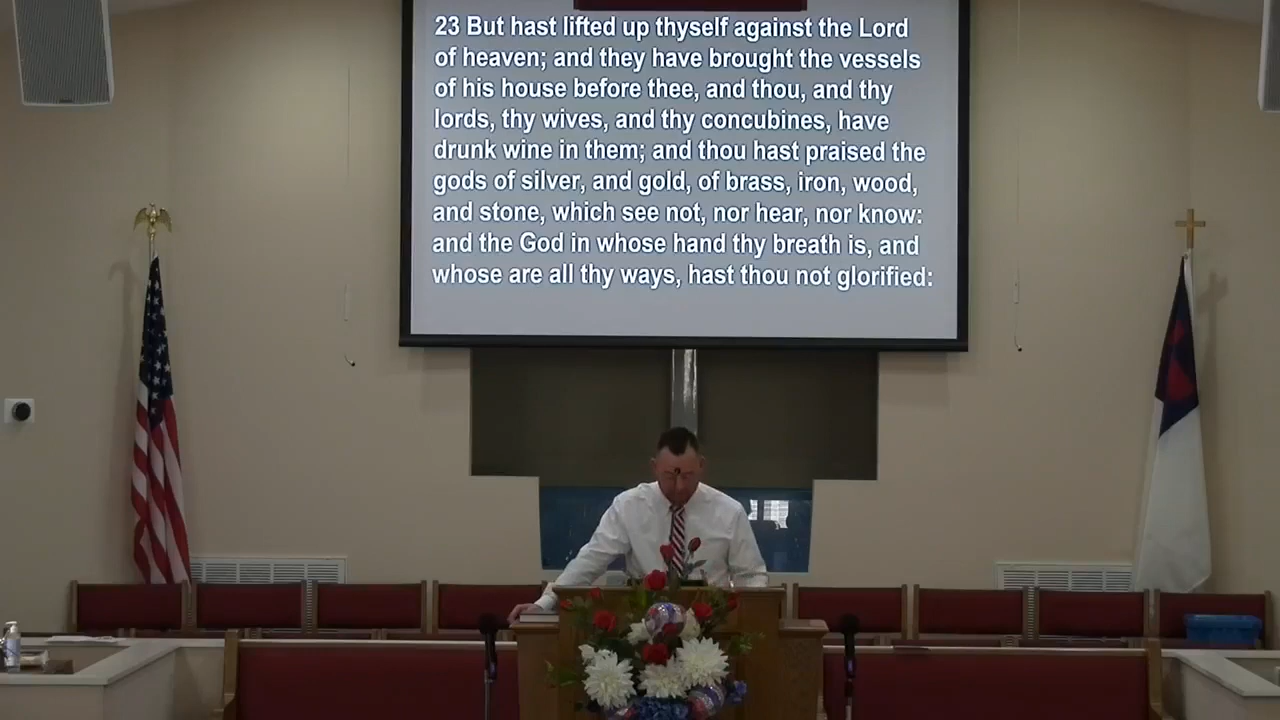 23 But hast lifted up thyself against the Lord
of heaven; and they have brought the vessels
of his house before thee, and thou, and thy
lords, thy wives, and thy concubines, have
drunk wine in them; and thou hast praised the
gods of silver, and gold, of brass, iron, wood,
and stone, which see not, nor hear, nor know:
and the God in whose hand thy breath is, and
whose are all thy ways, hast thou not glorified: